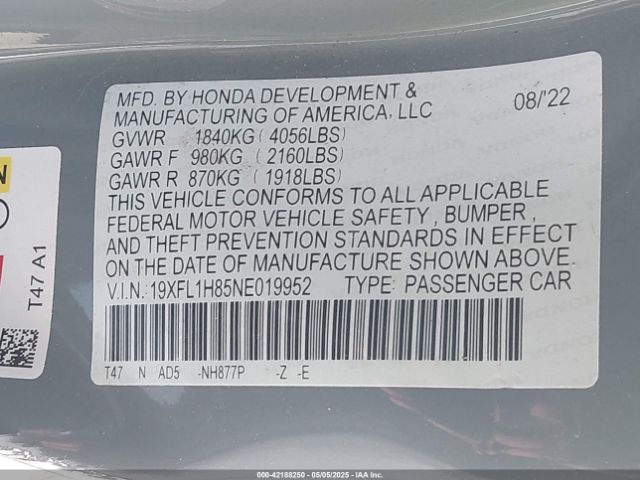 MFD. BY HONDA DEVELOPMENT &
MANUFACTURING OF AMERICA, LLC 08/'22
GVWR 1840KG ( 4056LBS)
GAWR F 980KG ( 2160LBS)
GAWR R 870KG ( 1918LBS)
THIS VEHICLE CONFORMS TO ALL APPLICABLE
FEDERAL MOTOR VEHICLE SAFETY, BUMPER,
AND THEFT PREVENTION STANDARDS IN EFFECT
ON THE DATE OF MANUFACTURE SHOWN ABOVE.
V.I.N.: 19XFL1H85NE019952 TYPE: PASSENGER CAR
T47 N AD5 -NH877P -Z -E
T47 A1
N
000-42188250 05/05/2025 IAA, Inc.